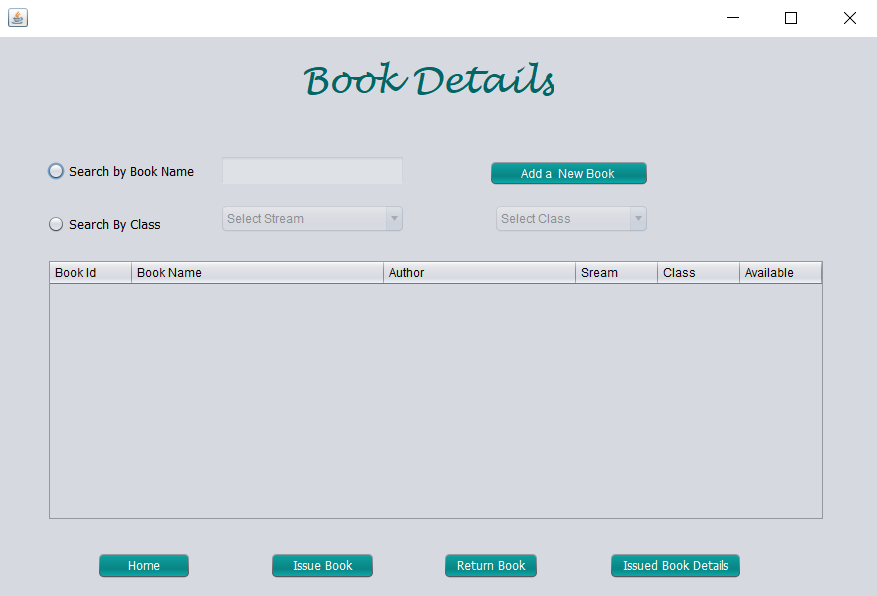 Book Details
Search by Book Name
Add a  New Book
Search By Class
Select Stream
Select Class
Book Id Book Name Author Sream Class Available
Home Issue Book Return Book Issued Book Details